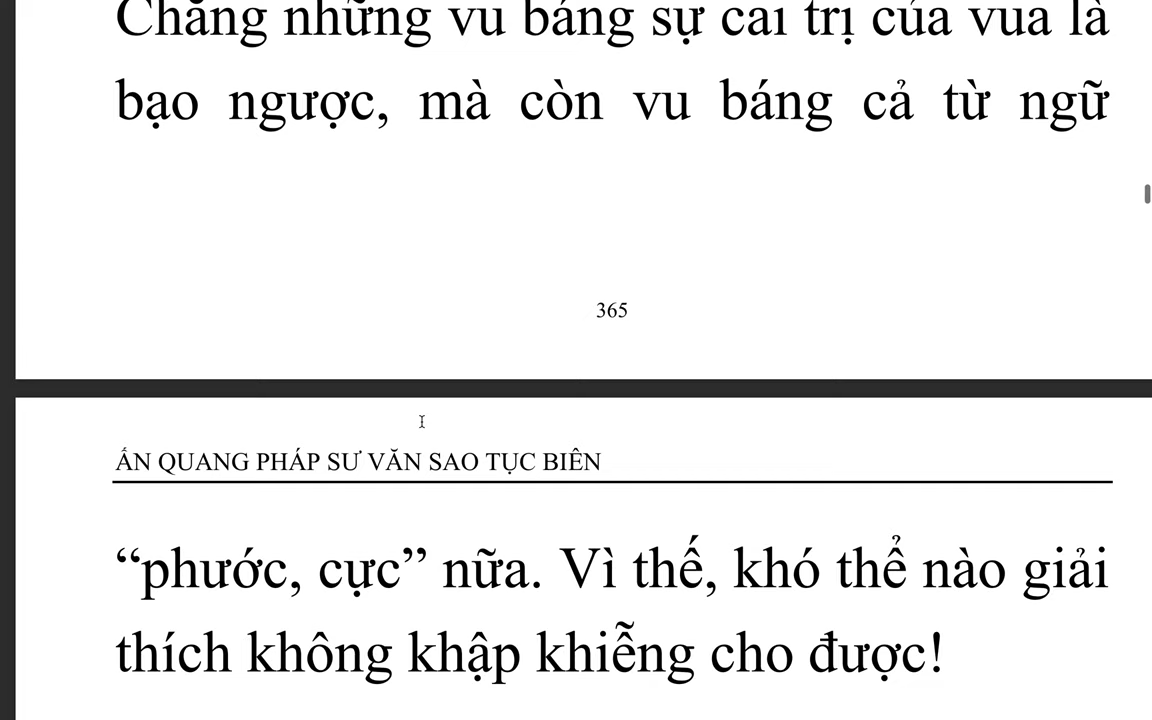 Chẳng những vu báng sự cai trị của vua là
bạo ngược, mà còn vu báng cả từ ngữ
365
ẤN QUANG PHÁP SƯ VĂN SAO TỤC BIÊN
“phước, cực” nữa. Vì thế, khó thể nào giải
thích không khập khiễng cho được!